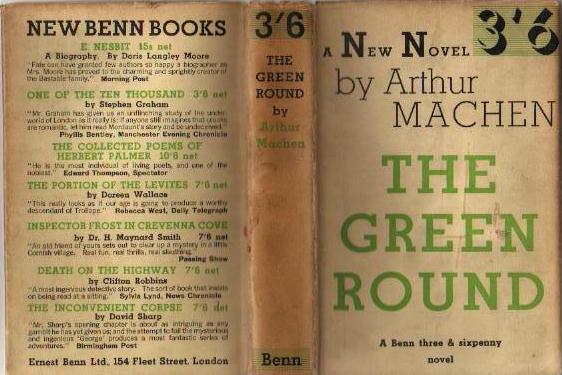 NEW BENN BOOKS
E. NESBIT 15s net
A Biography. By Doris Langley Moore
"Fate can have granted few authors so happy a biographer as
Mrs. Moore has proved to the charming and sprightly creator of
the Bastable family." Morning Post
ONE OF THE TEN THOUSAND 3'6 net
by Stephen Graham
"Mr. Graham has given us an unflinching study of the under-
world of London as it really is; if anyone still imagines that crooks
are romantic, let him read Montaunt's story and be undeceived."
Phyllis Bentley, Manchester Evening Chronicle
THE COLLECTED POEMS OF
HERBERT PALMER 10'6 net
"He is the most individual of living poets, and one of the
noblest." Edward Thompson, Spectator
THE PORTION OF THE LEVITES 7'6 net
by Doreen Wallace
"This really looks as if our age is going to produce a worthy
descendant of Trollope." Rebecca West, Daily Telegraph
INSPECTOR FROST IN CREVENNA COVE
by Dr. H. Maynard Smith 7'6 net
"An old friend of yours sets out to clear up a mystery in a little
Cornish village. Real fun, real thrills, real sleuthing."
Passing Show
DEATH ON THE HIGHWAY 7'6 net
by Clifton Robbins
"A most ingenious detective story. The sort of book that insists
on being read at a sitting." Sylvia Lynd, News Chronicle
THE INCONVENIENT CORPSE 7'6 net
by David Sharp
"Mr. Sharp's opening chapter is about as intriguing as any
gambit he has yet given us; and the attempt to foil the mysterious
and ingenious 'George' produces a most fantastic series of
adventures." Birmingham Post
Ernest Benn Ltd., 154 Fleet Street, London
3'6
THE
GREEN
ROUND
by
Arthur
Machen
Benn
3'6
A NEW NOVEL
by Arthur
MACHEN
THE
GREEN
ROUND
A Benn three & sixpenny
novel